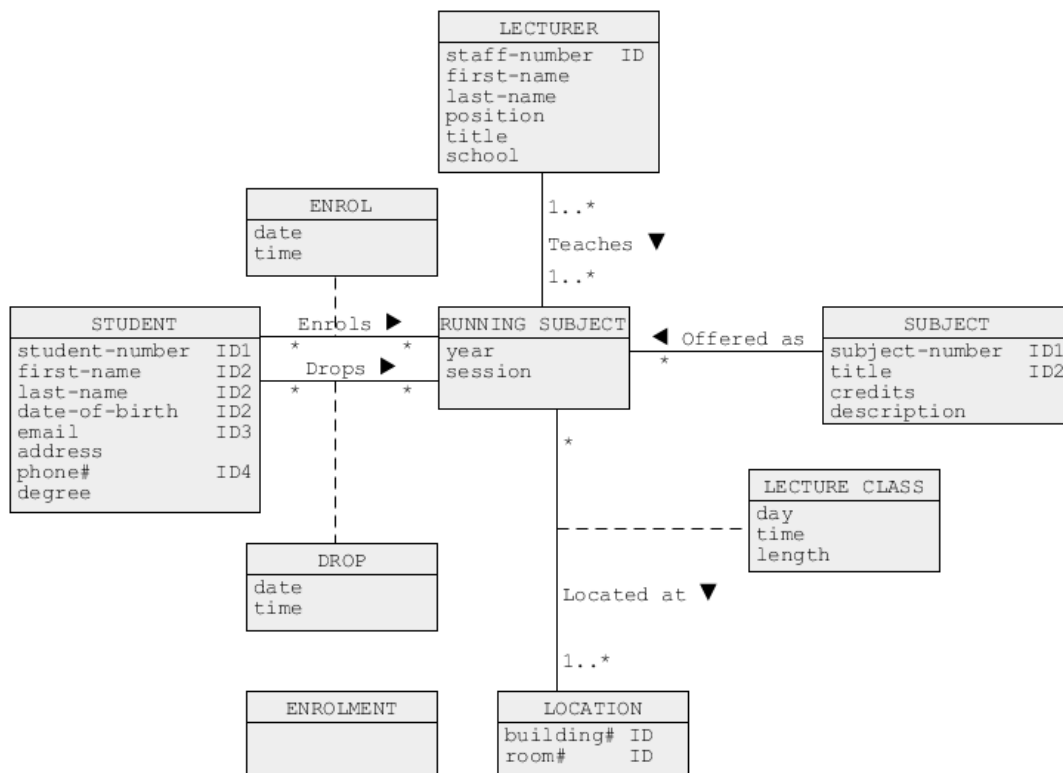 LECTURER
staff-number ID
first-name
last-name
position
title
school
1..*
Teaches ▼
1..*
ENROL
date
time
STUDENT
student-number ID1
first-name ID2
last-name ID2
date-of-birth ID2
email ID3
address
phone# ID4
degree
Enrols ►
* *
Drops ►
* *
RUNNING SUBJECT
year
session
◄ Offered as
*
SUBJECT
subject-number ID1
title ID2
credits
description
*
LECTURE CLASS
day
time
length
DROP
date
time
Located at ▼
1..*
ENROLMENT
LOCATION
building# ID
room# ID